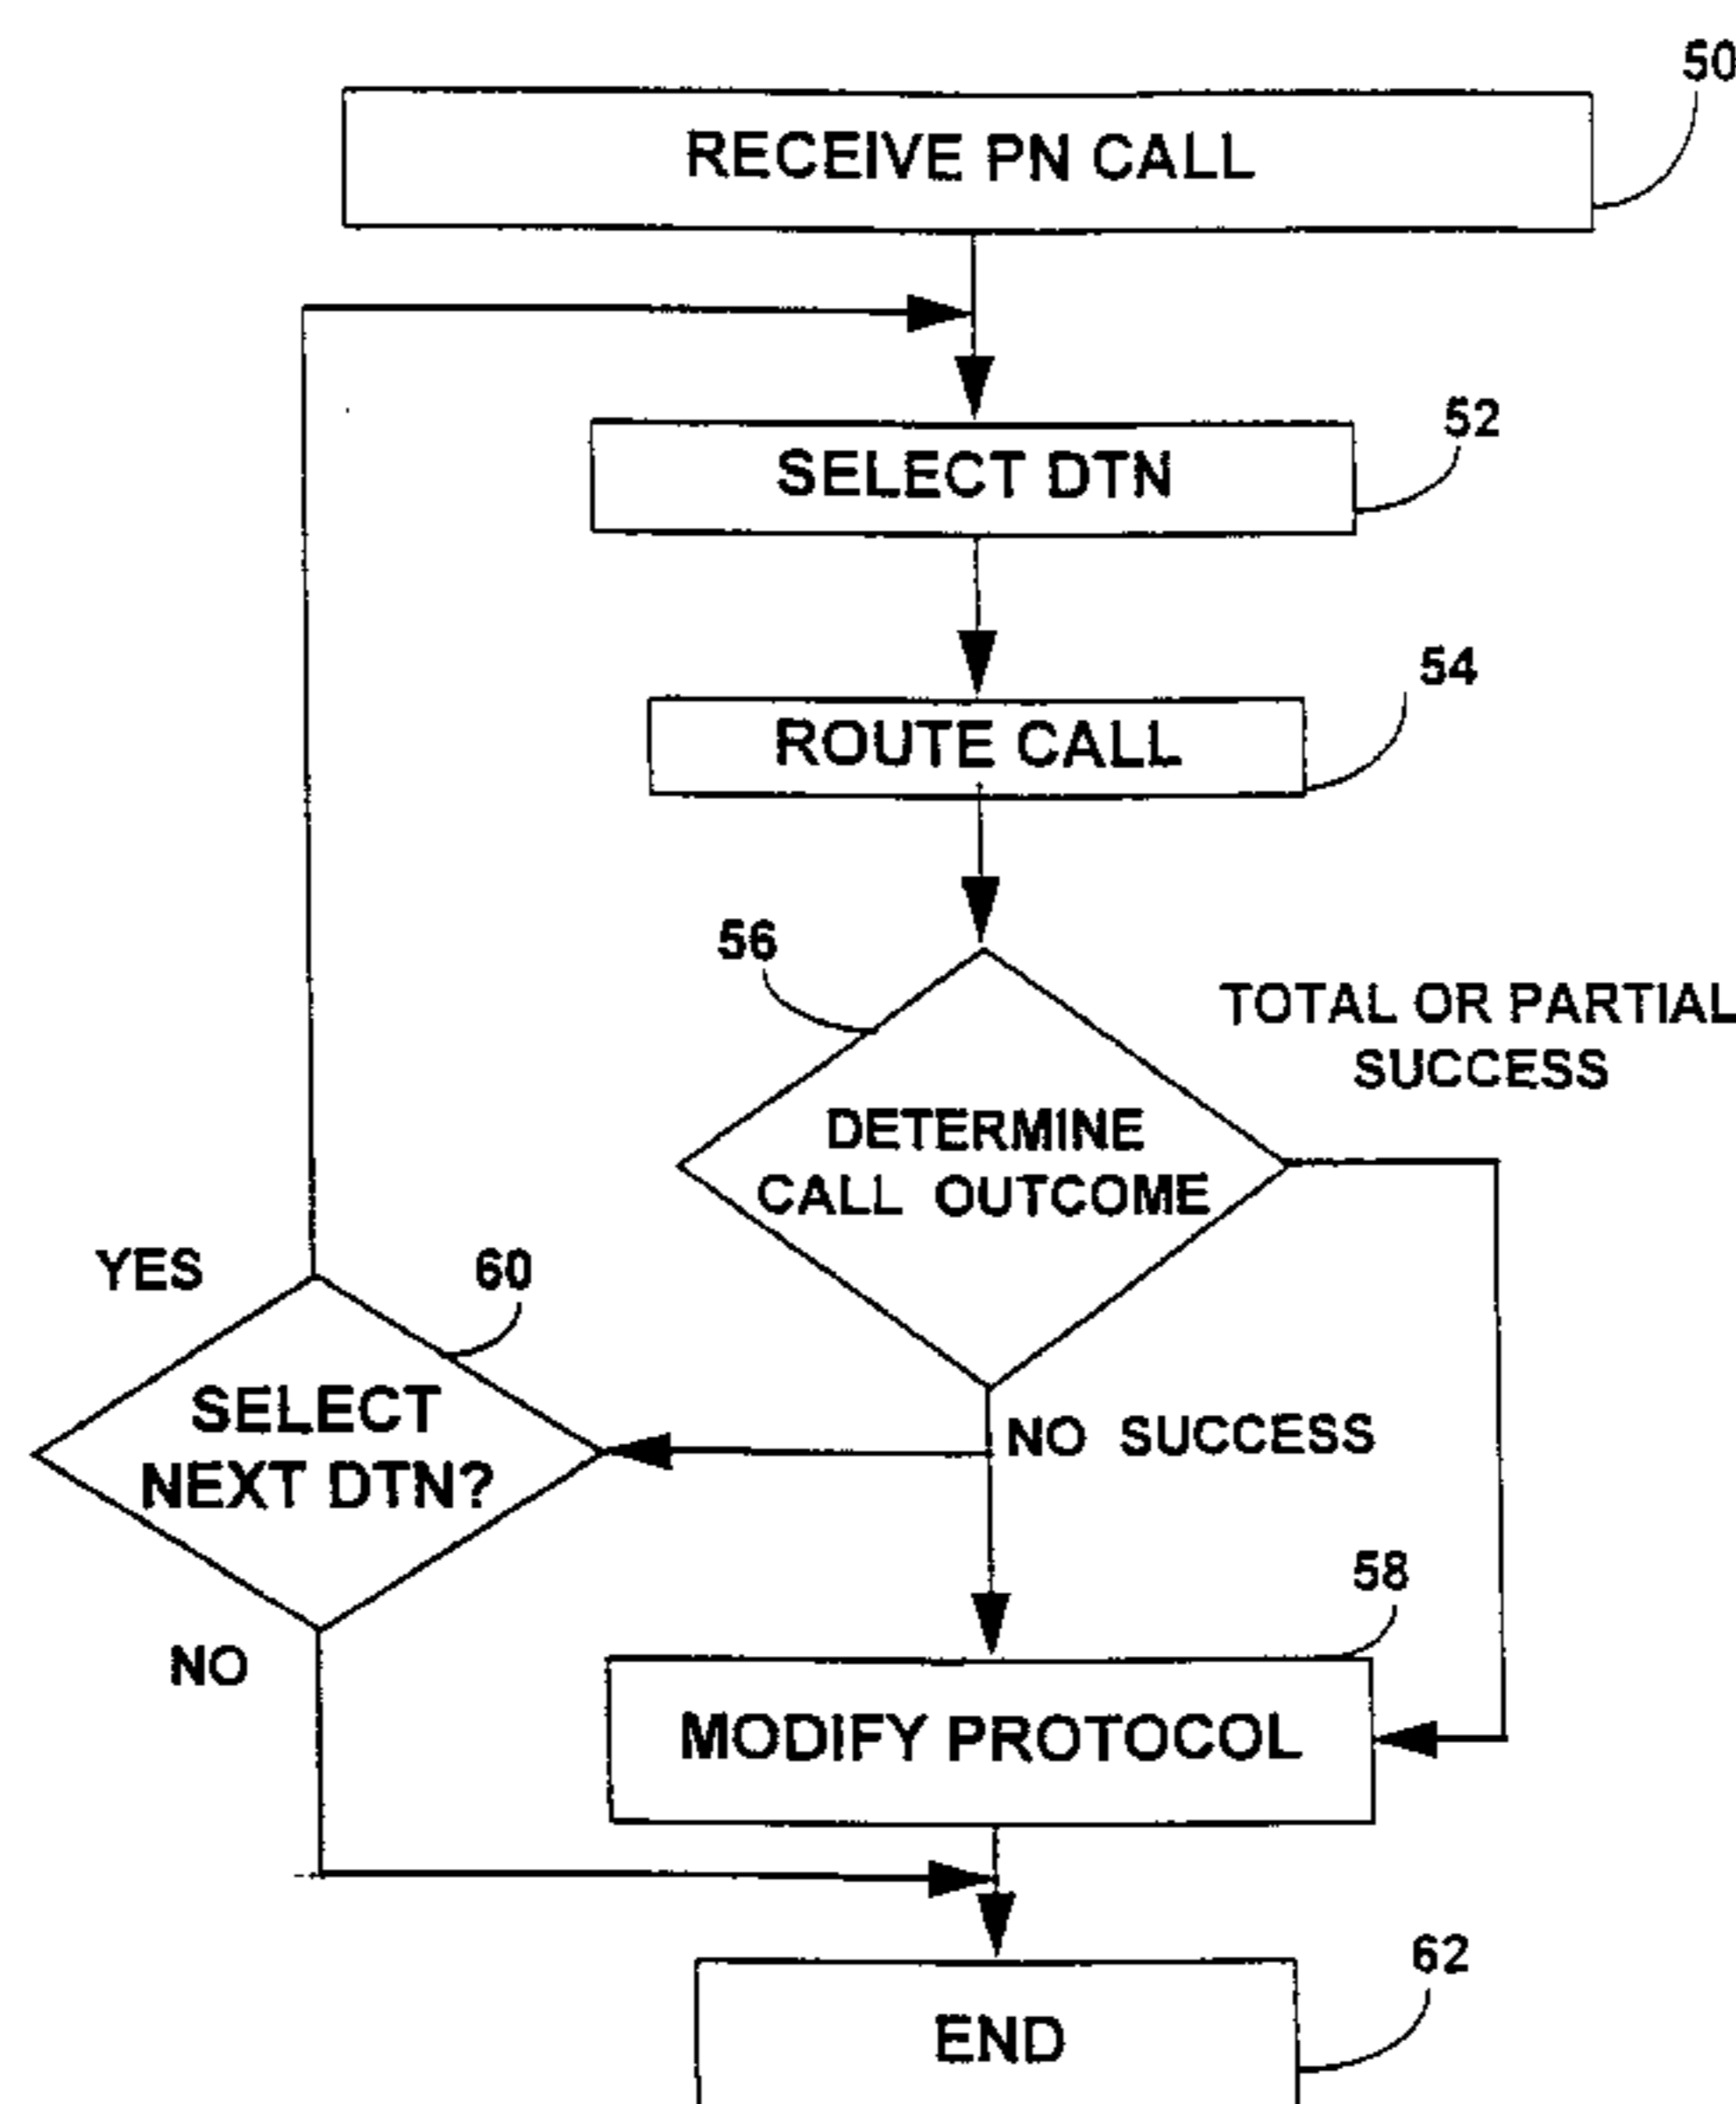 50
RECEIVE PN CALL
52
SELECT DTN
54
ROUTE CALL
56
TOTAL OR PARTIAL
SUCCESS
DETERMINE
CALL OUTCOME
YES
60
SELECT
NEXT DTN?
NO SUCCESS
58
NO
MODIFY PROTOCOL
62
END